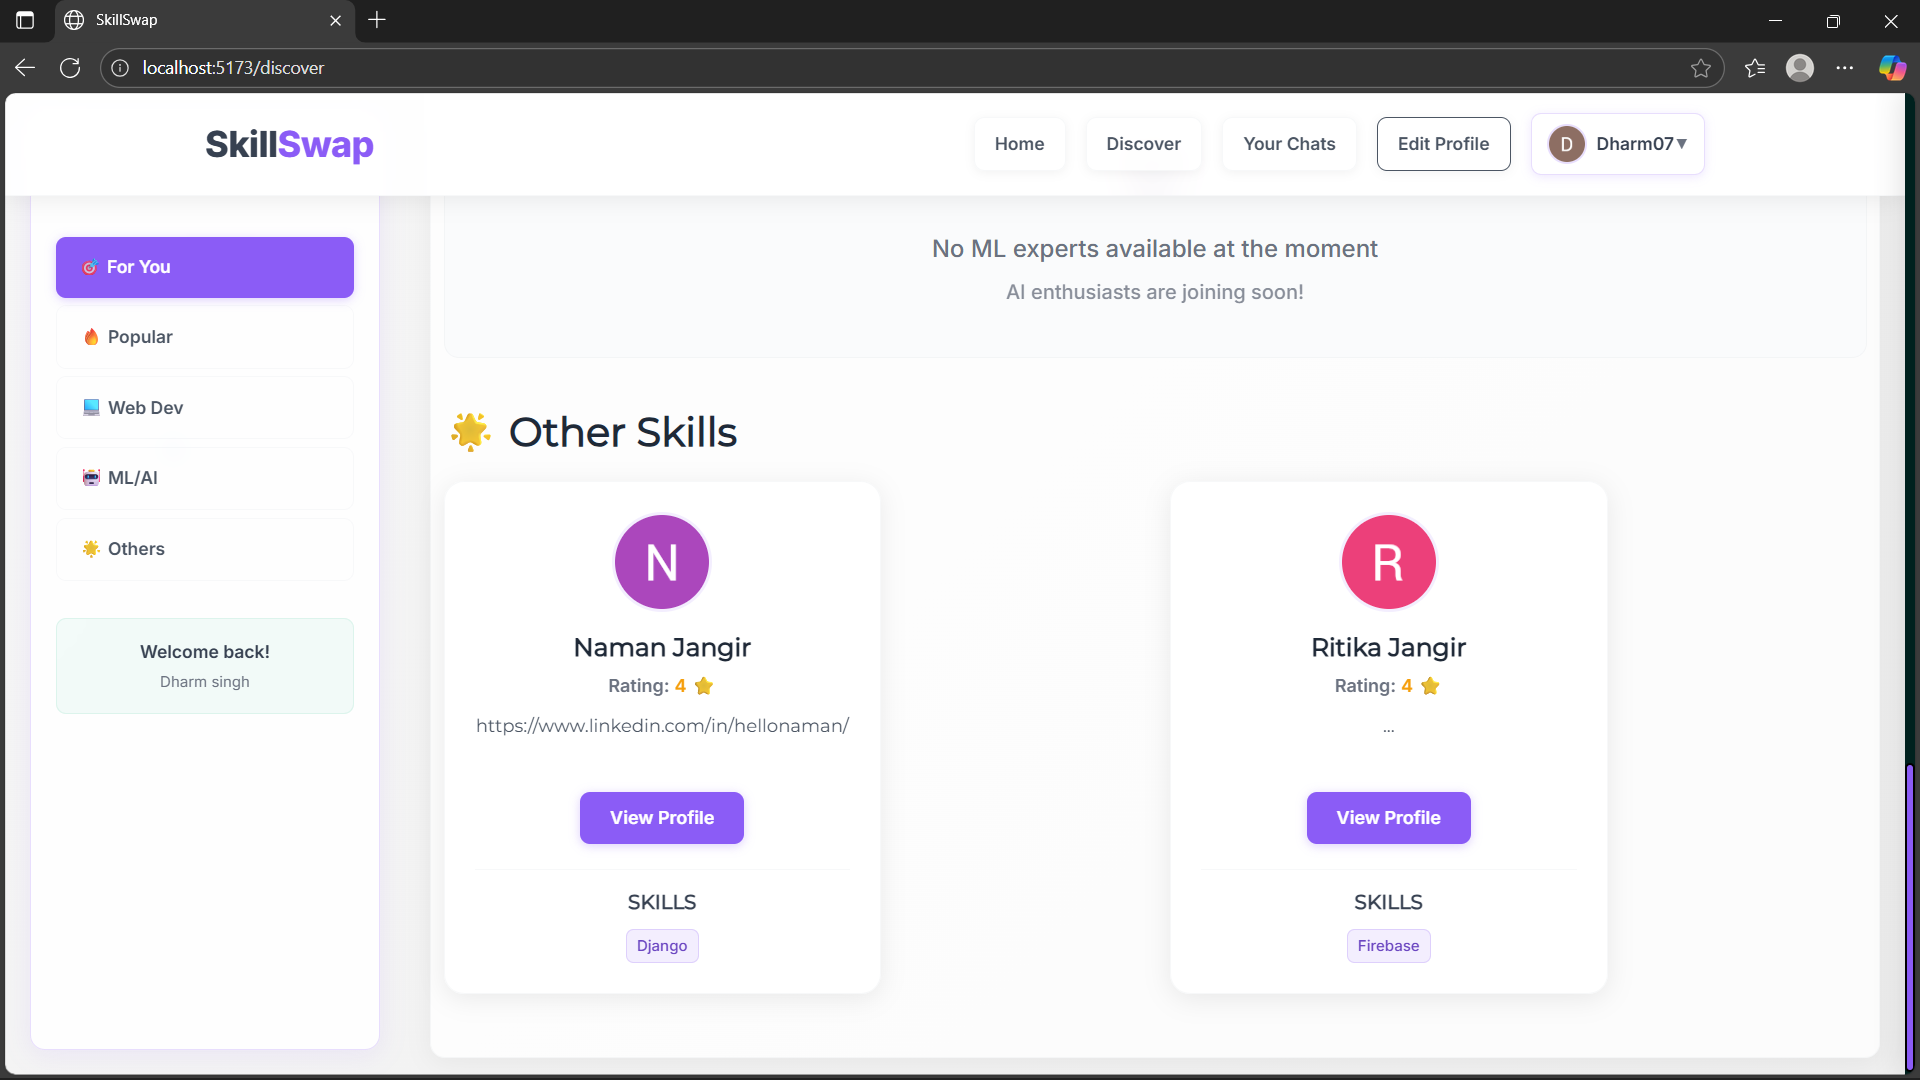 SkillSwap
localhost:5173/discover
SkillSwap
Home
Discover
Your Chats
Edit Profile
D
Dharm07▼
🎯 For You
🔥 Popular
💻 Web Dev
🤖 ML/AI
🌟 Others
Welcome back!
Dharm singh
No ML experts available at the moment
AI enthusiasts are joining soon!
🌟 Other Skills
N
Naman Jangir
Rating: 4 ⭐
https://www.linkedin.com/in/hellonaman/
View Profile
SKILLS
Django
R
Ritika Jangir
Rating: 4 ⭐
...
View Profile
SKILLS
Firebase